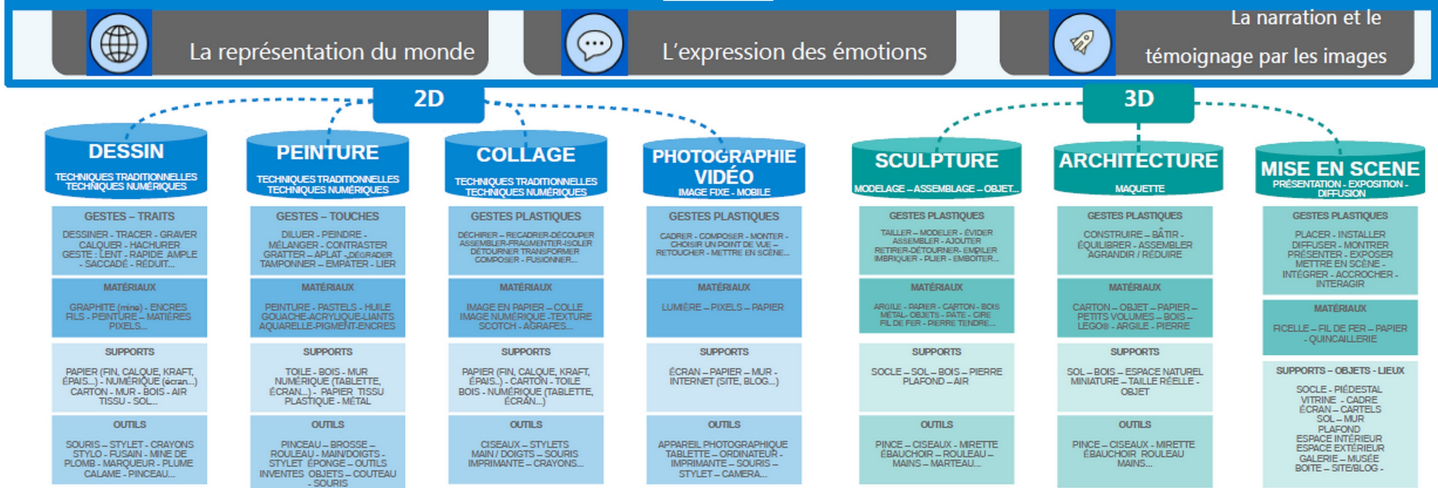 La représentation du monde
L'expression des émotions
La narration et le
témoignage par les images
2D
3D
DESSIN
TECHNIQUES TRADITIONNELLES
TECHNIQUES NUMÉRIQUES
GESTES – TRAITS
DESSINER - TRACER - GRAVER
CALQUER - HACHURER
GESTE : LENT - RAPIDE AMPLE
- SACCADÉ - RÉDUIT...
MATÉRIAUX
GRAPHITE (mine) - ENCRES
FILS - PEINTURE – MATIÈRES
PIXELS...
SUPPORTS
PAPIER (FIN, CALQUE, KRAFT,
ÉPAIS...) - NUMÉRIQUE (écran...)
CARTON - MUR - BOIS - AIR
TISSU - SOL...
OUTILS
SOURIS – STYLET - CRAYONS
STYLO - FUSAIN - MINE DE
PLOMB - MARQUEUR - PLUME
CALAME - PINCEAU...
PEINTURE
TECHNIQUES TRADITIONNELLES
TECHNIQUES NUMÉRIQUES
GESTES – TOUCHES
DILUER - PEINDRE -
MÉLANGER - CONTRASTER
GRATTER – APLAT -,DÉGRADER
TAMPONNER – EMPÂTER - LIER
MATÉRIAUX
PEINTURE - PASTELS - HUILE
GOUACHE-ACRYLIQUE-LIANTS
AQUARELLE-PIGMENT-ENCRES
SUPPORTS
TOILE - BOIS - MUR
NUMÉRIQUE (TABLETTE,
ÉCRAN...) - PAPIER TISSU
PLASTIQUE - MÉTAL
OUTILS
PINCEAU – BROSSE –
ROULEAU - MAIN/DOIGTS -
STYLET ÉPONGE – OUTILS
INVENTES OBJETS – COUTEAU
- SOURIS
COLLAGE
TECHNIQUES TRADITIONNELLES
TECHNIQUES NUMÉRIQUES
GESTES PLASTIQUES
DÉCHIRER – RECADRER-DÉCOUPER
ASSEMBLER-FRAGMENTER-ISOLER
DÉTOURNER TRANSFORMER
COMPOSER - FUSIONNER...
MATÉRIAUX
IMAGE EN PAPIER – COLLE
IMAGE NUMÉRIQUE -TEXTURE
SCOTCH - AGRAFES...
SUPPORTS
PAPIER (FIN, CALQUE, KRAFT,
ÉPAIS..) - CARTON - TOILE
BOIS - NUMÉRIQUE (TABLETTE,
ÉCRAN...)
OUTILS
CISEAUX – STYLETS
MAIN / DOIGTS – SOURIS
IMPRIMANTE – CRAYONS...
PHOTOGRAPHIE
VIDÉO
IMAGE FIXE - MOBILE
GESTES PLASTIQUES
CADRER - COMPOSER - MONTER -
CHOISIR UN POINT DE VUE –
RETOUCHER - METTRE EN SCÈNE...
MATÉRIAUX
LUMIÈRE – PIXELS – PAPIER
SUPPORTS
ÉCRAN – PAPIER – MUR -
INTERNET (SITE, BLOG...)
OUTILS
APPAREIL PHOTOGRAPHIQUE
TABLETTE – ORDINATEUR -
IMPRIMANTE – SOURIS –
STYLET – CAMERA...
SCULPTURE
MODELAGE – ASSEMBLAGE – OBJET...
GESTES PLASTIQUES
TAILLER – MODELER - ÉVIDER
ASSEMBLER - AJOUTER
RETIRER-DÉTOURNER- EMPILER
IMBRIQUER - PLIER - EMBOÎTER...
MATÉRIAUX
ARGILE - PAPIER - CARTON - BOIS
MÉTAL- OBJETS - PÂTE - CIRE
FIL DE FER - PIERRE TENDRE...
SUPPORTS
SOCLE – SOL – BOIS – PIERRE
PLAFOND – AIR
OUTILS
PINCE – CISEAUX - MIRETTE
ÉBAUCHOIR – ROULEAU –
MAINS – MARTEAU...
ARCHITECTURE
MAQUETTE
GESTES PLASTIQUES
CONSTRUIRE – BÂTIR -
ÉQUILIBRER - ASSEMBLER
AGRANDIR / RÉDUIRE
MATÉRIAUX
CARTON – OBJET – PAPIER –
PETITS VOLUMES – BOIS –
LEGO® - ARGILE - PIERRE
SUPPORTS
SOL – BOIS – ESPACE NATUREL
MINIATURE – TAILLE RÉELLE -
OBJET
OUTILS
PINCE – CISEAUX - MIRETTE
ÉBAUCHOIR ROULEAU
MAINS...
MISE EN SCENE
PRÉSENTATION - EXPOSITION -
DIFFUSION
GESTES PLASTIQUES
PLACER - INSTALLER
DIFFUSER - MONTRER
PRÉSENTER - EXPOSER
METTRE EN SCÈNE -
INTÉGRER - ACCROCHER -
INTERAGIR
MATÉRIAUX
FICELLE – FIL DE FER – PAPIER
- QUINCAILLERIE
SUPPORTS – OBJETS - LIEUX
SOCLE - PIÉDESTAL
VITRINE - CADRE
ÉCRAN – CARTELS
SOL – MUR
PLAFOND
ESPACE INTÉRIEUR
ESPACE EXTÉRIEUR
GALERIE – MUSÉE
BOITE – SITE/BLOG -